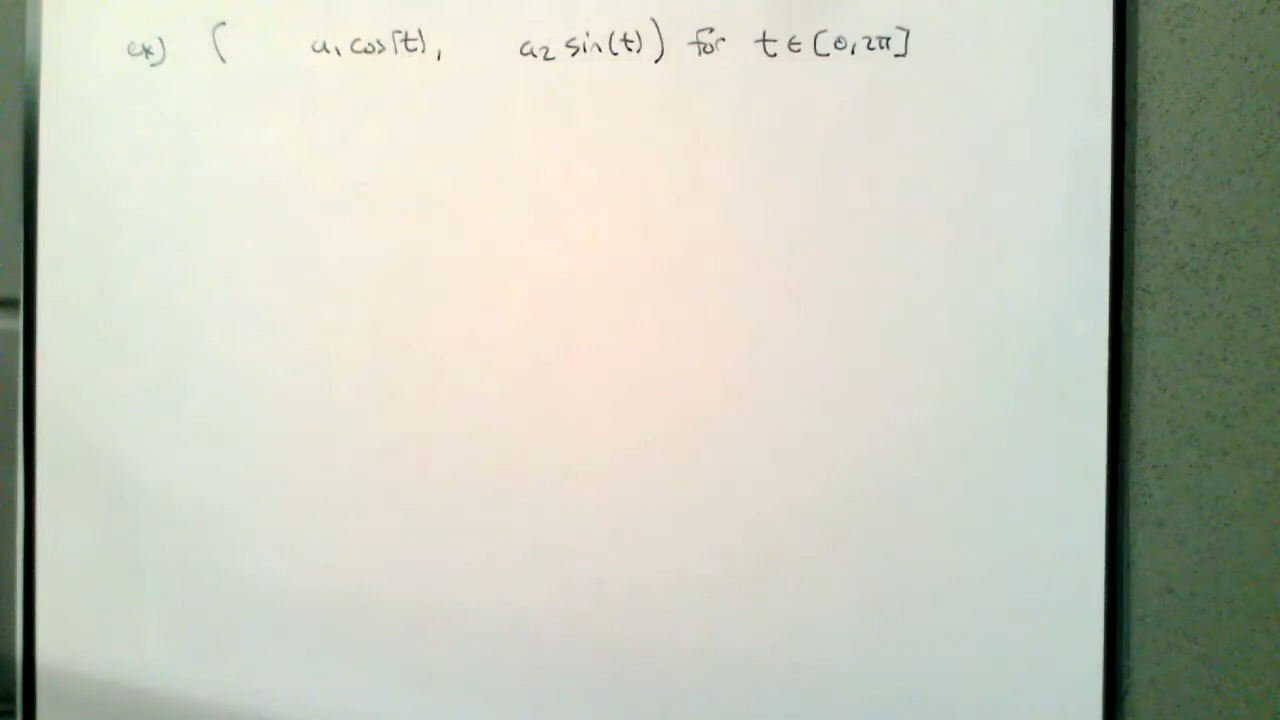 ex) ( a₁ cos(t), a₂ sin(t) ) for t ∈ [0, 2π]